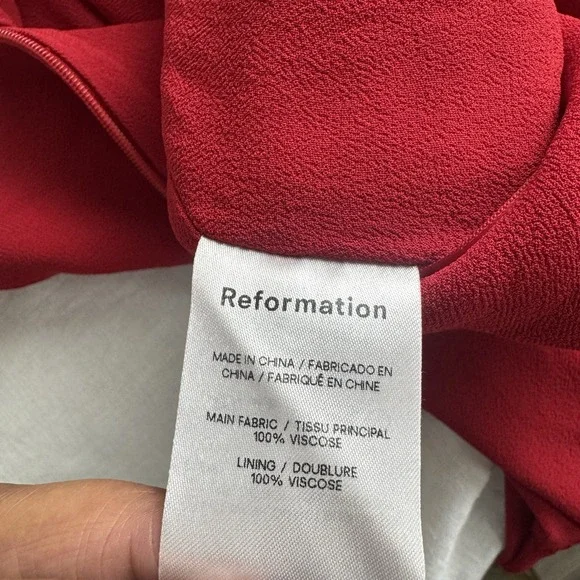 Reformation
MADE IN CHINA / FABRICADO EN
CHINA / FABRIQUÉ EN CHINE
MAIN FABRIC / TISSU PRINCIPAL
100% VISCOSE
LINING / DOUBLURE
100% VISCOSE